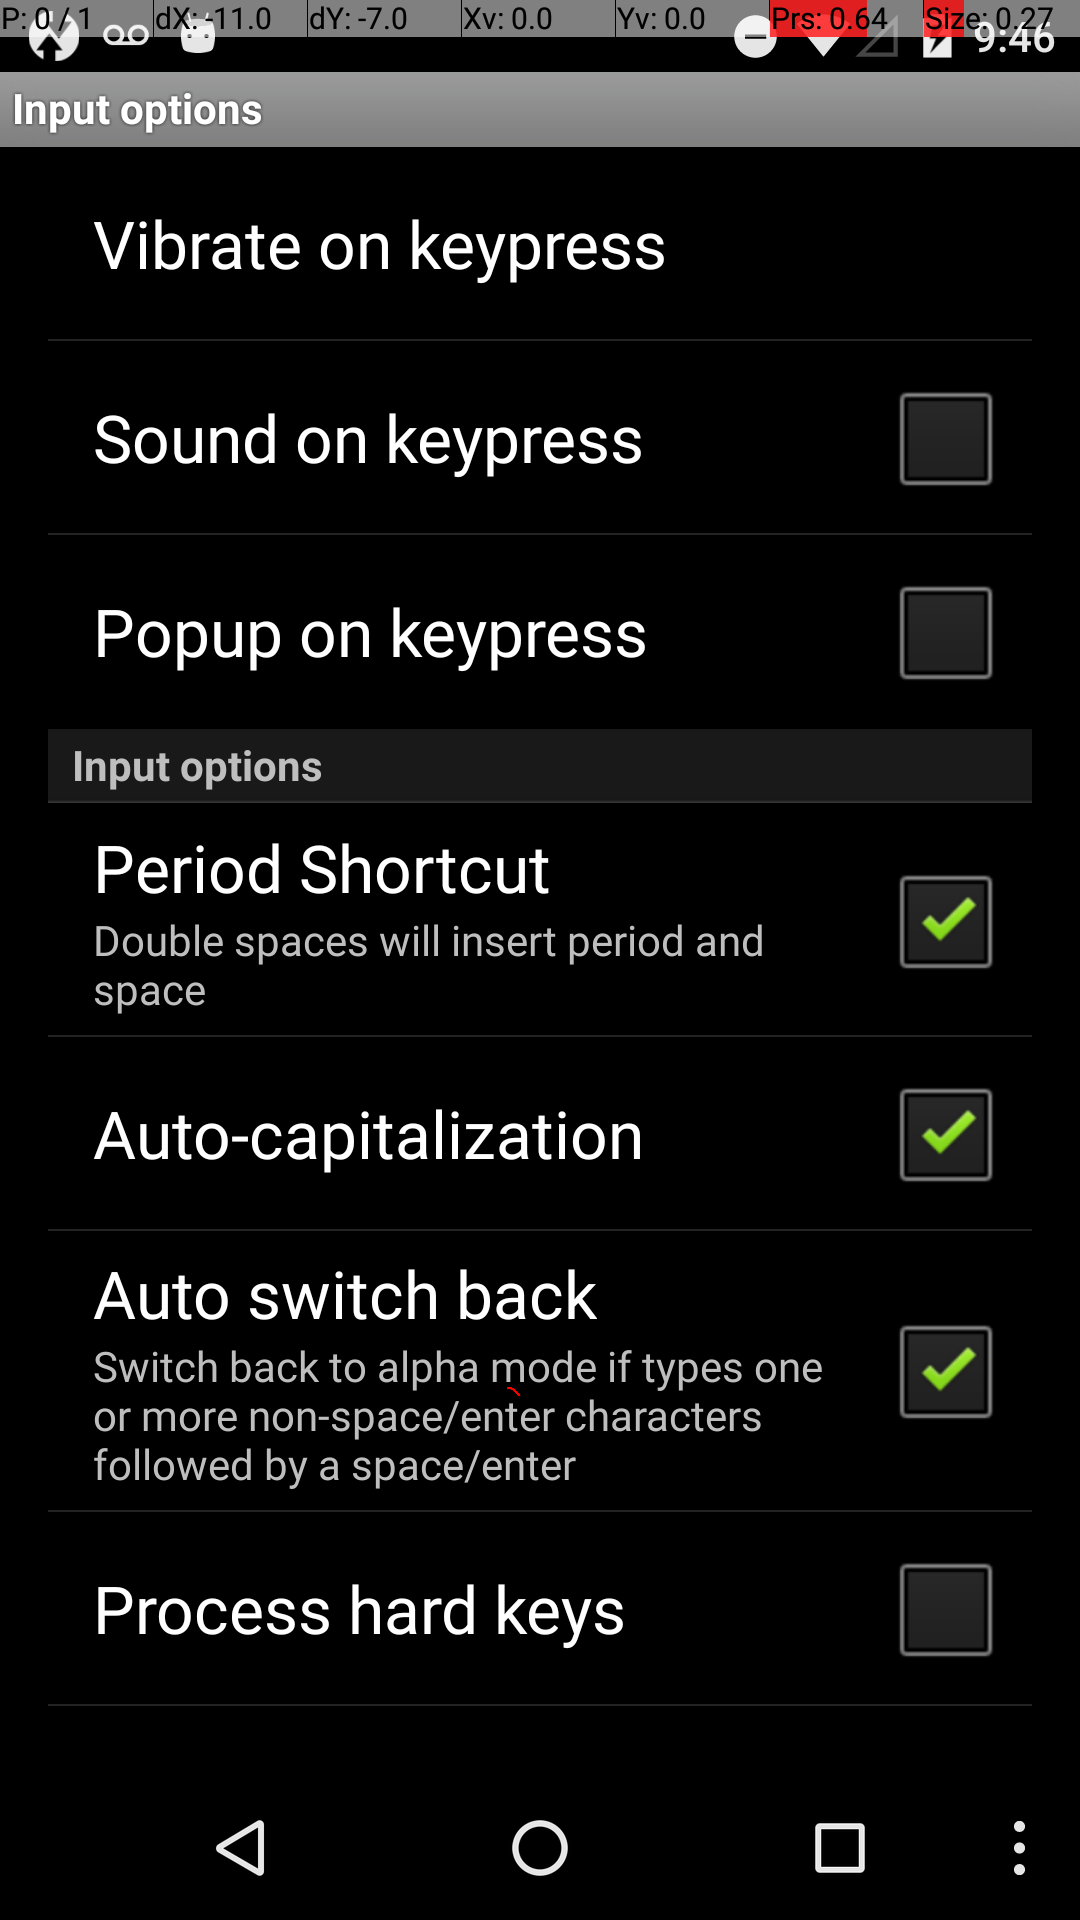 P: 0 / 1 dX: -11.0 dY: -7.0 Xv: 0.0 Yv: 0.0 Prs: 0.64 Size: 0.27
9:46
Input options
Vibrate on keypress
Sound on keypress
Popup on keypress
Input options
Period Shortcut
Double spaces will insert period and
space
Auto-capitalization
Auto switch back
Switch back to alpha mode if types one
or more non-space/enter characters
followed by a space/enter
Process hard keys